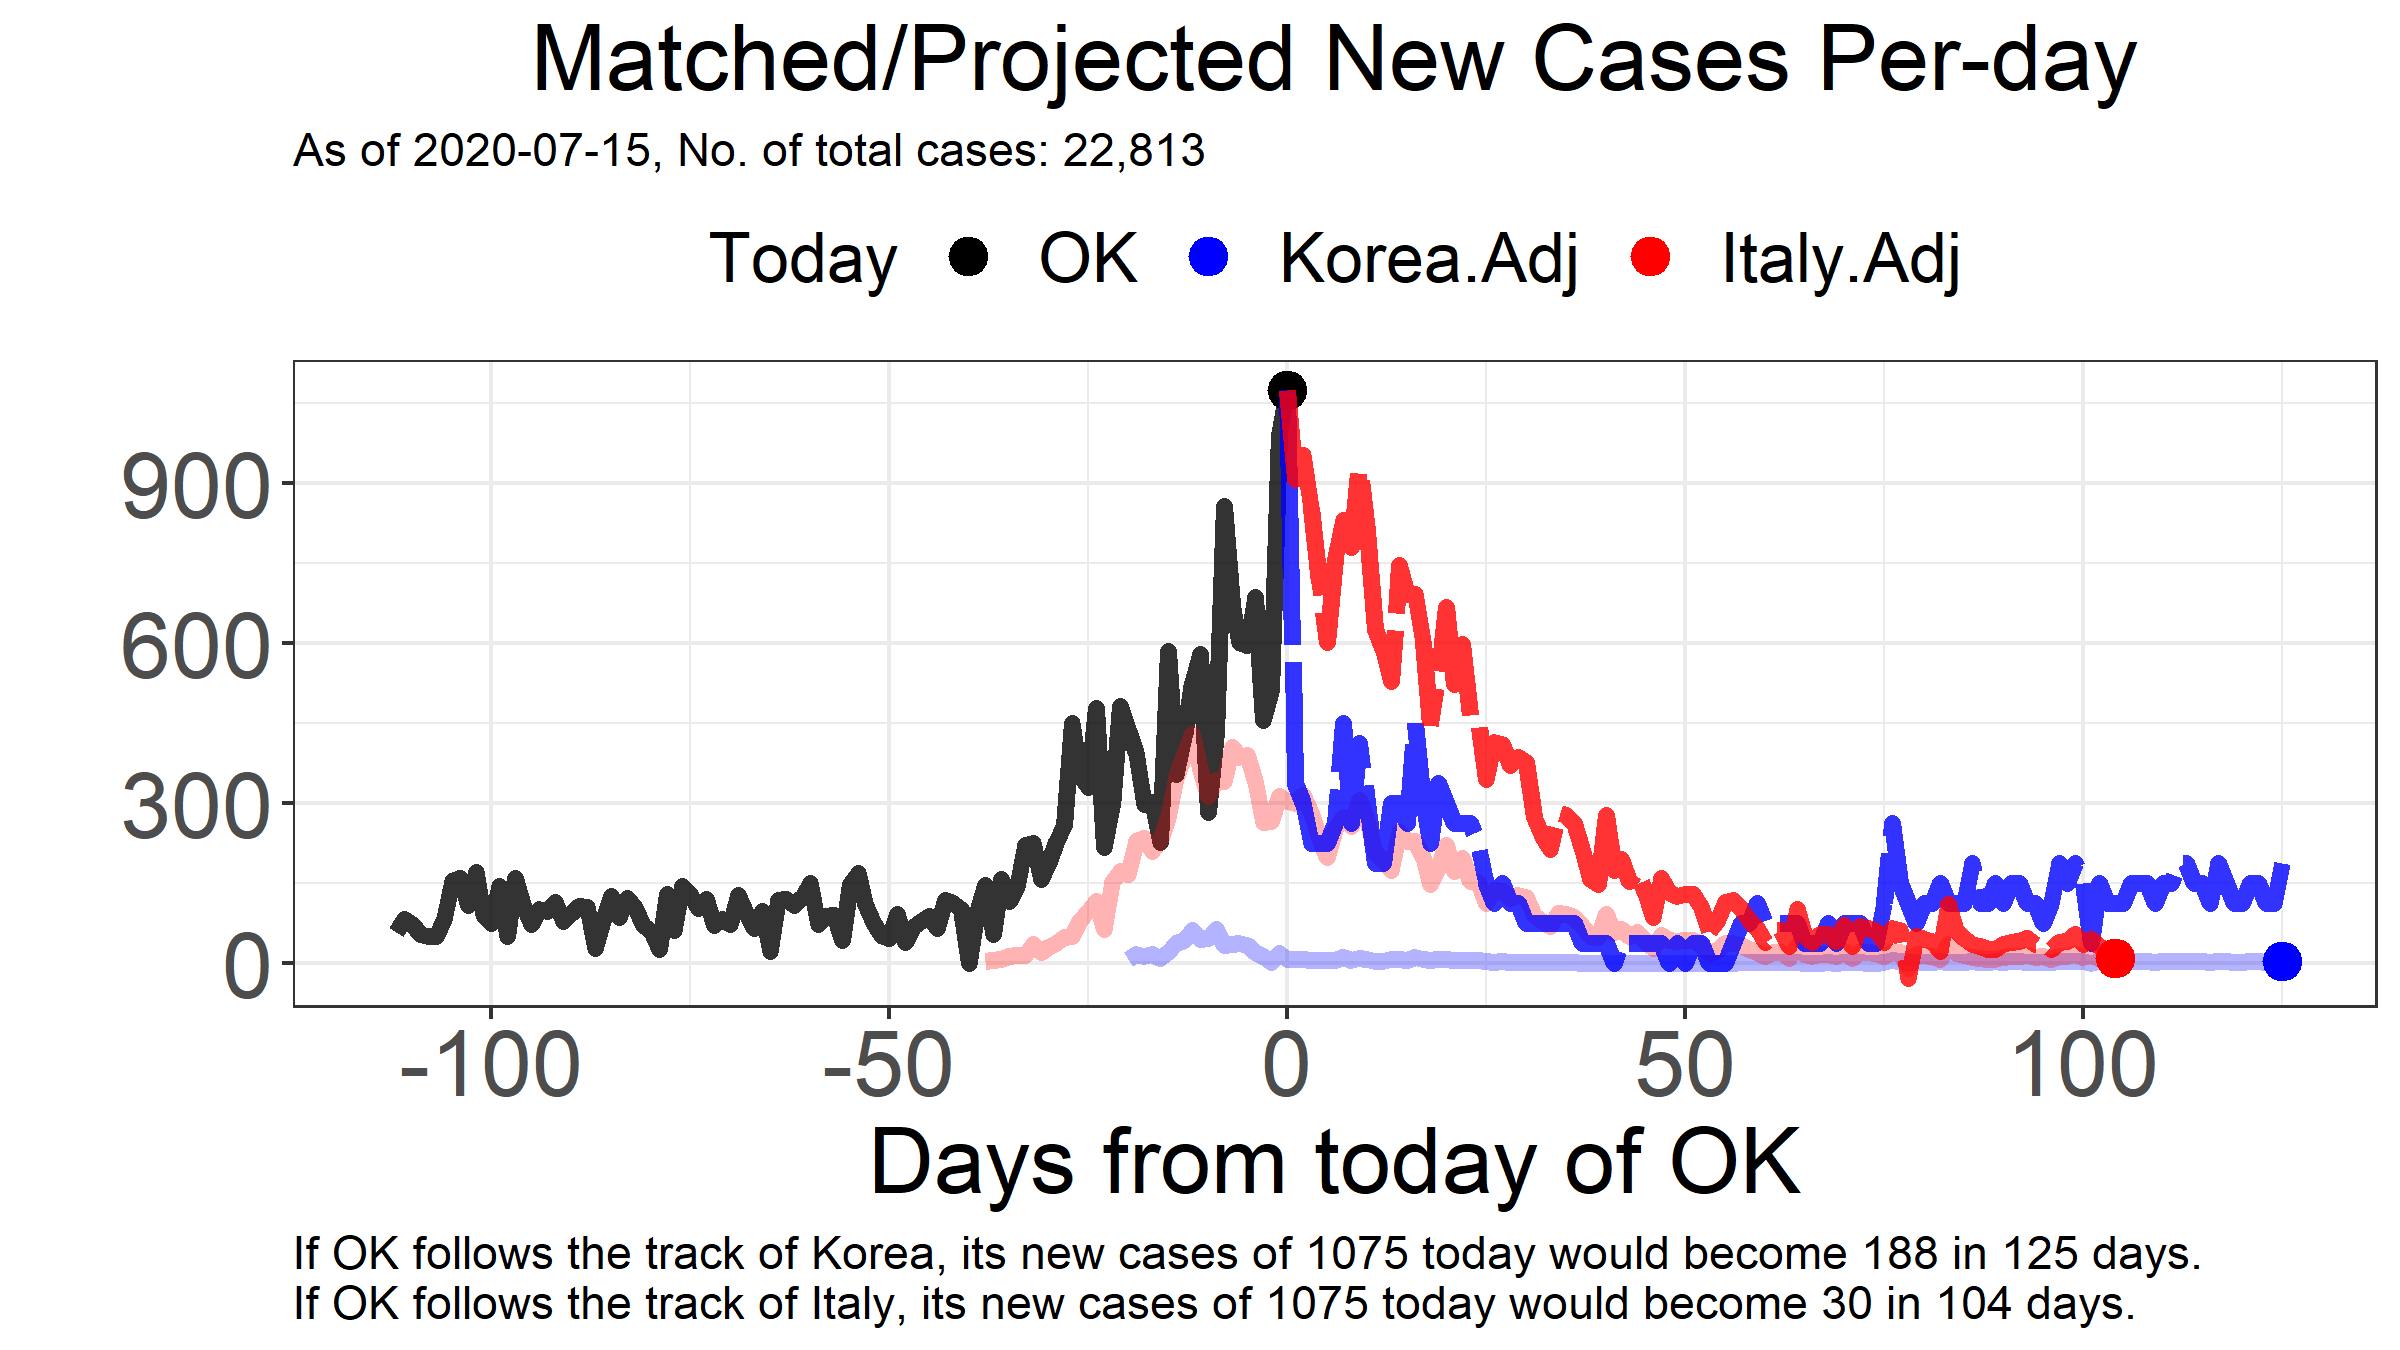 Matched/Projected New Cases Per-day
As of 2020-07-15, No. of total cases: 22,813
Today OK Korea.Adj Italy.Adj
900
600
300
0
-100 -50 0 50 100
Days from today of OK
If OK follows the track of Korea, its new cases of 1075 today would become 188 in 125 days.
If OK follows the track of Italy, its new cases of 1075 today would become 30 in 104 days.